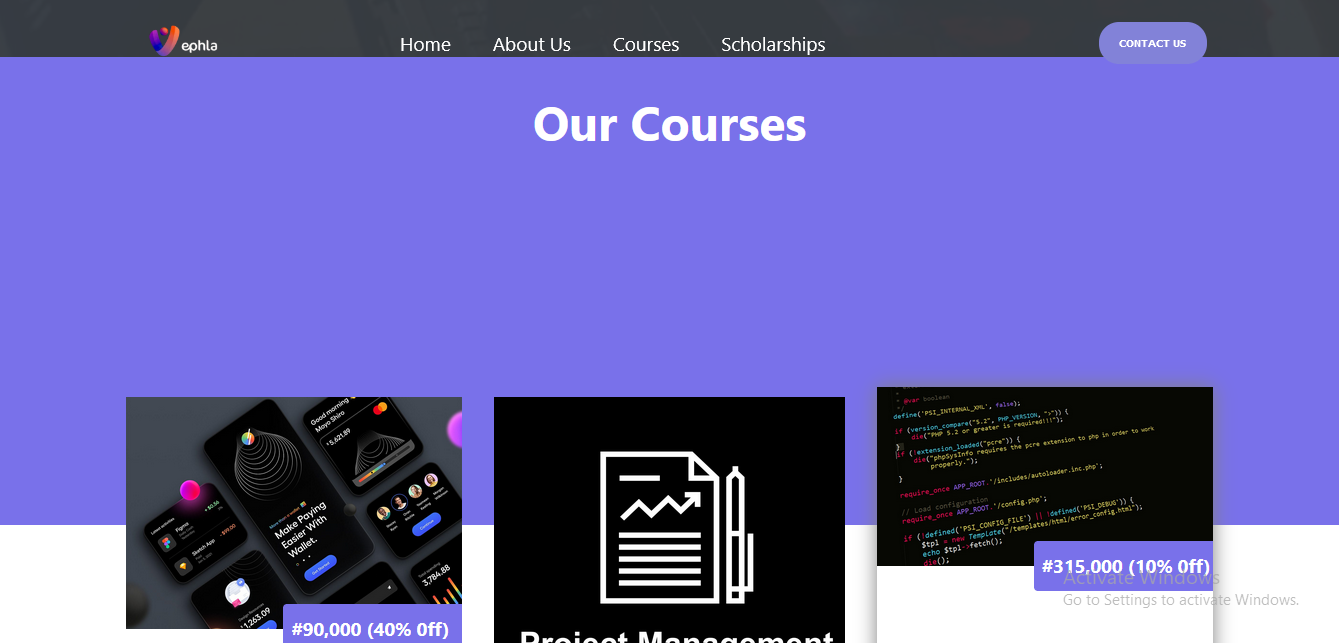 ephla
Home
About Us
Courses
Scholarships
CONTACT US
Our Courses
Good morning
Moyo Shiro
5,621.89
Make Paying
Easier With
Wallet.
Get Started
Continue
Figma
Sketch App
$1,263.09
3,784.88
#90,000 (40% Off)
Project Management
* @var boolean
define('PSI_INTERNAL_XML', false);
if (version_compare("5.2", PHP_VERSION, ">")) {
die("PHP 5.2 or greater is required!!!");
}
if (!extension_loaded("pcre")) {
die("phpSysInfo requires the pcre extension to php in order to work
properly.");
}
require_once APP_ROOT.'/includes/autoloader.inc.php';
// Load configuration
require_once APP_ROOT.'/config.php';
if (!defined('PSI_CONFIG_FILE') || !defined('PSI_DEBUG')) {
$tpl = new Template("/templates/html/error_config.html");
echo $tpl->fetch();
die();
#315,000 (10% Off)
Activate Windows
Go to Settings to activate Windows.